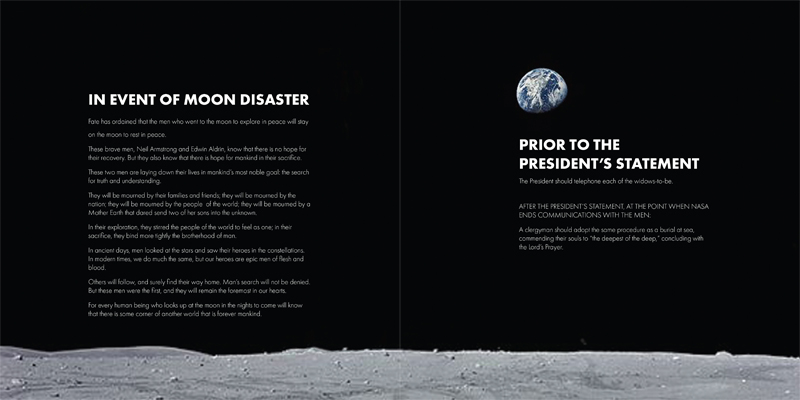 IN EVENT OF MOON DISASTER
Fate has ordained that the men who went to the moon to explore in peace will stay
on the moon to rest in peace.
These brave men, Neil Armstrong and Edwin Aldrin, know that there is no hope for
their recovery. But they also know that there is hope for mankind in their sacrifice.
These two men are laying down their lives in mankind's most noble goal: the search
for truth and understanding.
They will be mourned by their families and friends; they will be mourned by the
nation; they will be mourned by the people of the world; they will be mourned by a
Mother Earth that dared send two of her sons into the unknown.
In their exploration, they stirred the people of the world to feel as one; in their
sacrifice, they bind more tightly the brotherhood of man.
In ancient days, men looked at the stars and saw their heroes in the constellations.
In modern times, we do much the same, but our heroes are epic men of flesh and
blood.
Others will follow, and surely find their way home. Man's search will not be denied.
But these men were the first, and they will remain the foremost in our hearts.
For every human being who looks up at the moon in the nights to come will know
that there is some corner of another world that is forever mankind.
PRIOR TO THE
PRESIDENT'S STATEMENT
The President should telephone each of the widows-to-be.
AFTER THE PRESIDENT'S STATEMENT, AT THE POINT WHEN NASA
ENDS COMMUNICATIONS WITH THE MEN:
A clergyman should adopt the same procedure as a burial at sea,
commending their souls to "the deepest of the deep," concluding with
the Lord's Prayer.